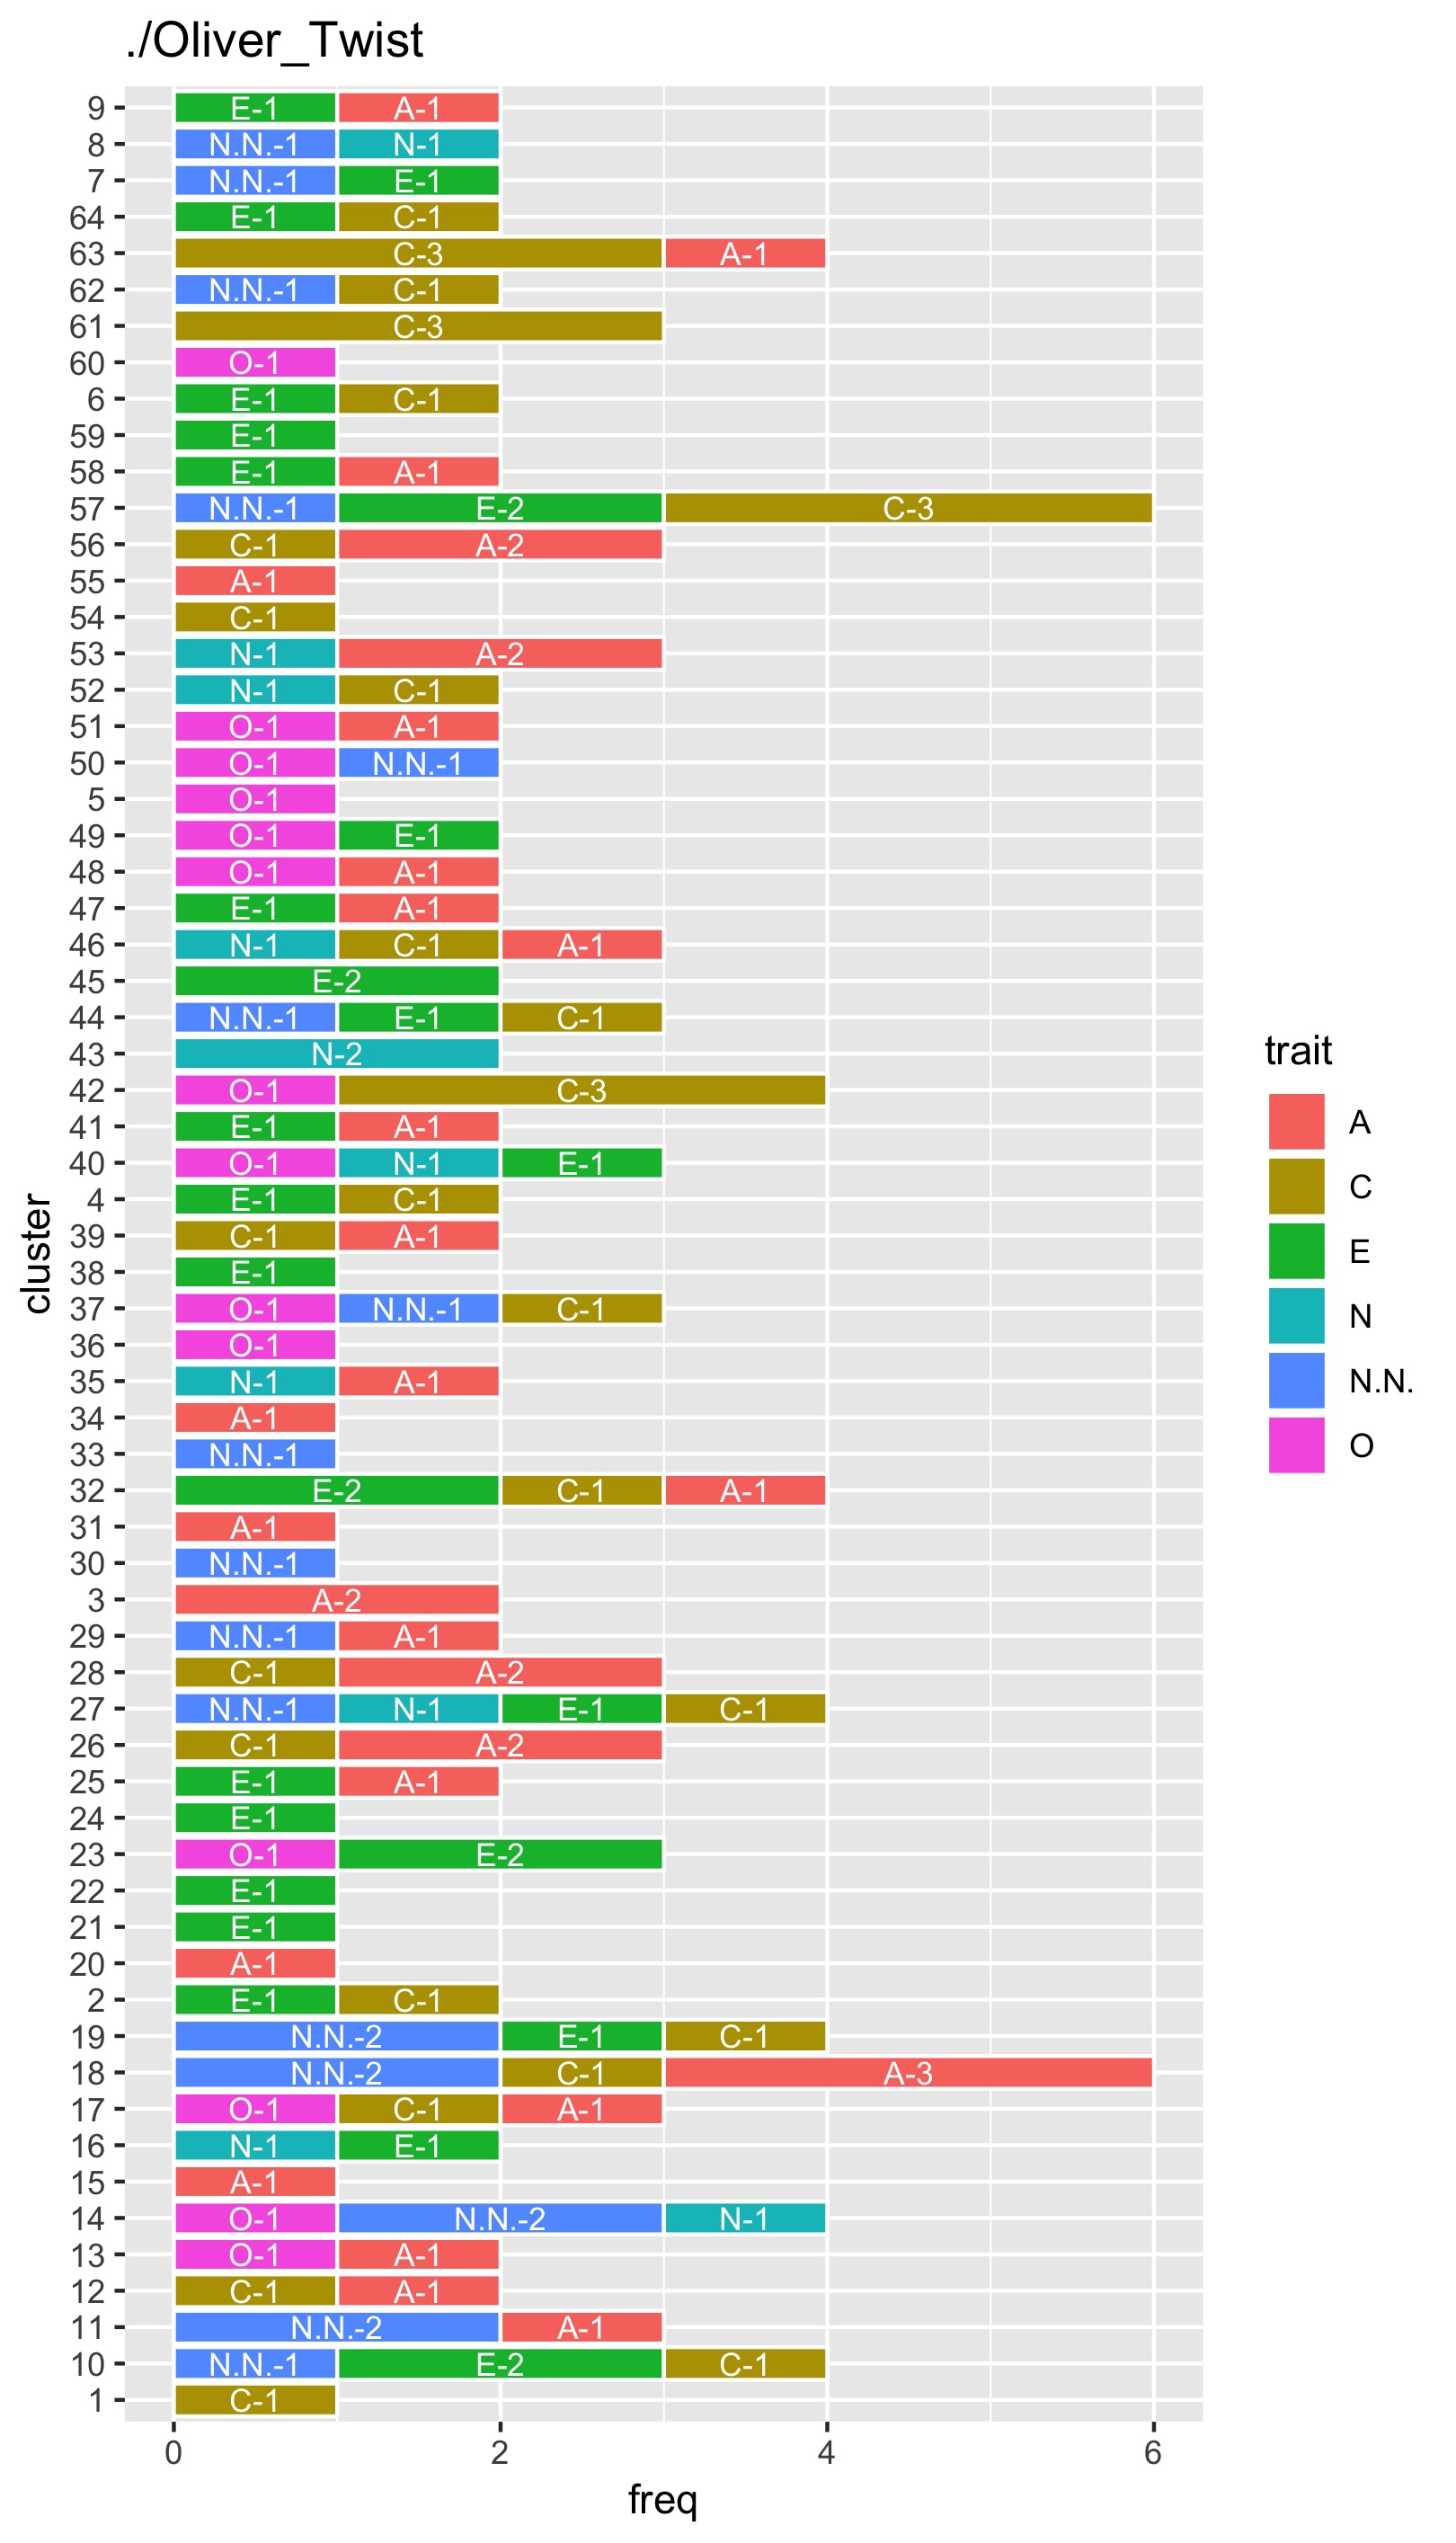 ./Oliver_Twist
9 E-1 A-1
8 N.N.-1 N-1
7 N.N.-1 E-1
64 E-1 C-1
63 C-3 A-1
62 N.N.-1 C-1
61 C-3
60 O-1
6 E-1 C-1
59 E-1
58 E-1 A-1
57 N.N.-1 E-2 C-3
56 C-1 A-2
55 A-1
54 C-1
53 N-1 A-2
52 N-1 C-1
51 O-1 A-1
50 O-1 N.N.-1
5 O-1
49 O-1 E-1
48 O-1 A-1
47 E-1 A-1
46 N-1 C-1 A-1
45 E-2
44 N.N.-1 E-1 C-1
43 N-2
42 O-1 C-3
41 E-1 A-1
40 O-1 N-1 E-1
4 E-1 C-1
39 C-1 A-1
38 E-1
37 O-1 N.N.-1 C-1
36 O-1
35 N-1 A-1
34 A-1
33 N.N.-1
32 E-2 C-1 A-1
31 A-1
30 N.N.-1
3 A-2
29 N.N.-1 A-1
28 C-1 A-2
27 N.N.-1 N-1 E-1 C-1
26 C-1 A-2
25 E-1 A-1
24 E-1
23 O-1 E-2
22 E-1
21 E-1
20 A-1
2 E-1 C-1
19 N.N.-2 E-1 C-1
18 N.N.-2 C-1 A-3
17 O-1 C-1 A-1
16 N-1 E-1
15 A-1
14 O-1 N.N.-2 N-1
13 O-1 A-1
12 C-1 A-1
11 N.N.-2 A-1
10 N.N.-1 E-2 C-1
1 C-1
0 2 4 6
freq
cluster
trait
A
C
E
N
N.N.
O